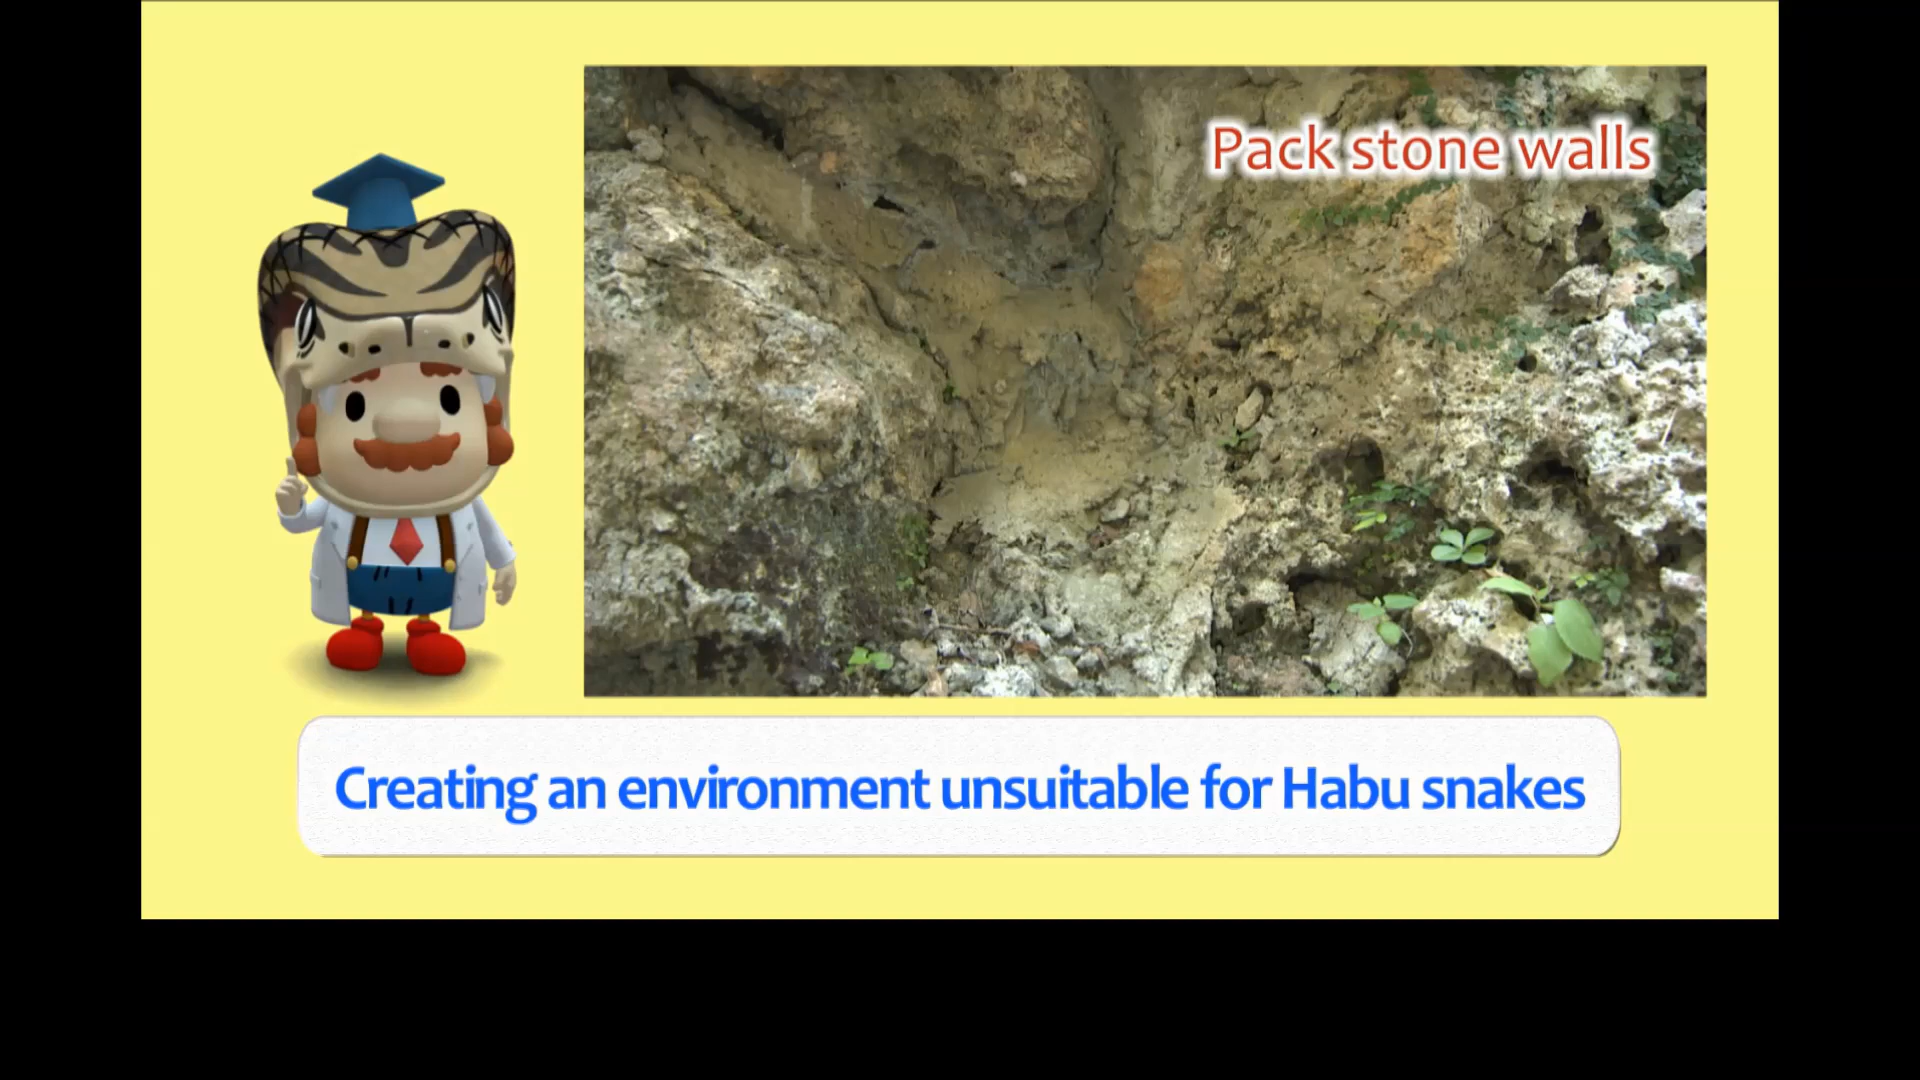 Pack stone walls
Creating an environment unsuitable for Habu snakes